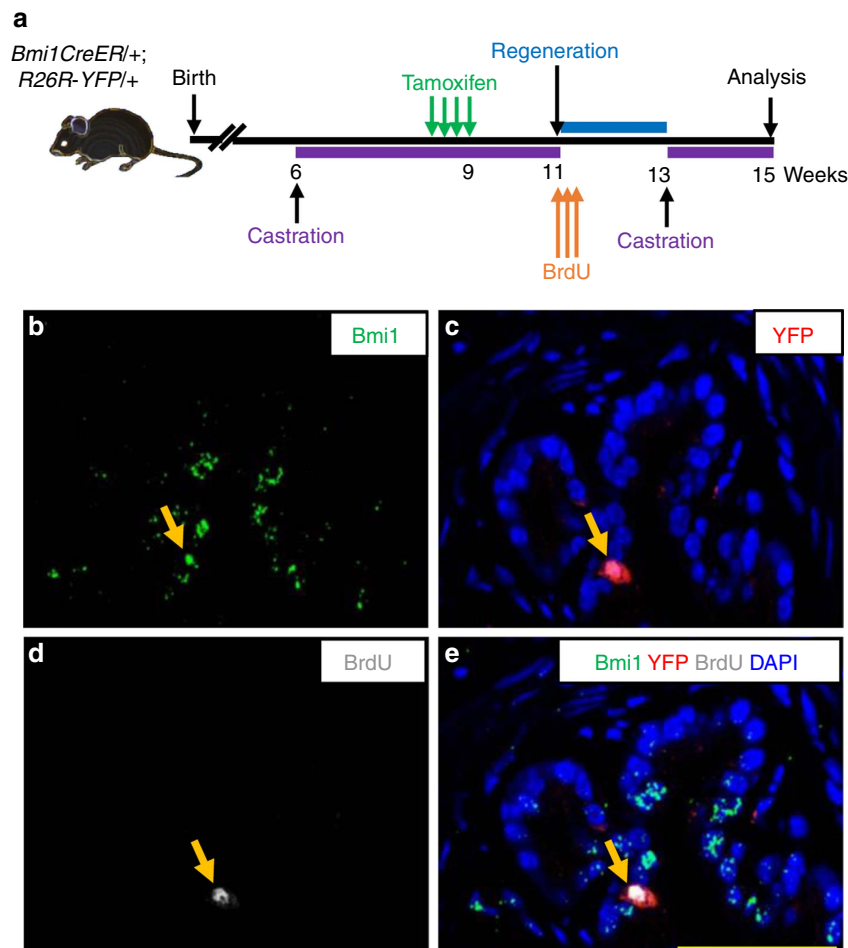 a
Bmi1CreER/+;
R26R-YFP/+
Birth
Tamoxifen
Regeneration
Analysis
6
9
11
13
15 Weeks
Castration
BrdU
Castration
b
Bmi1
c
YFP
d
BrdU
e
Bmi1 YFP BrdU DAPI